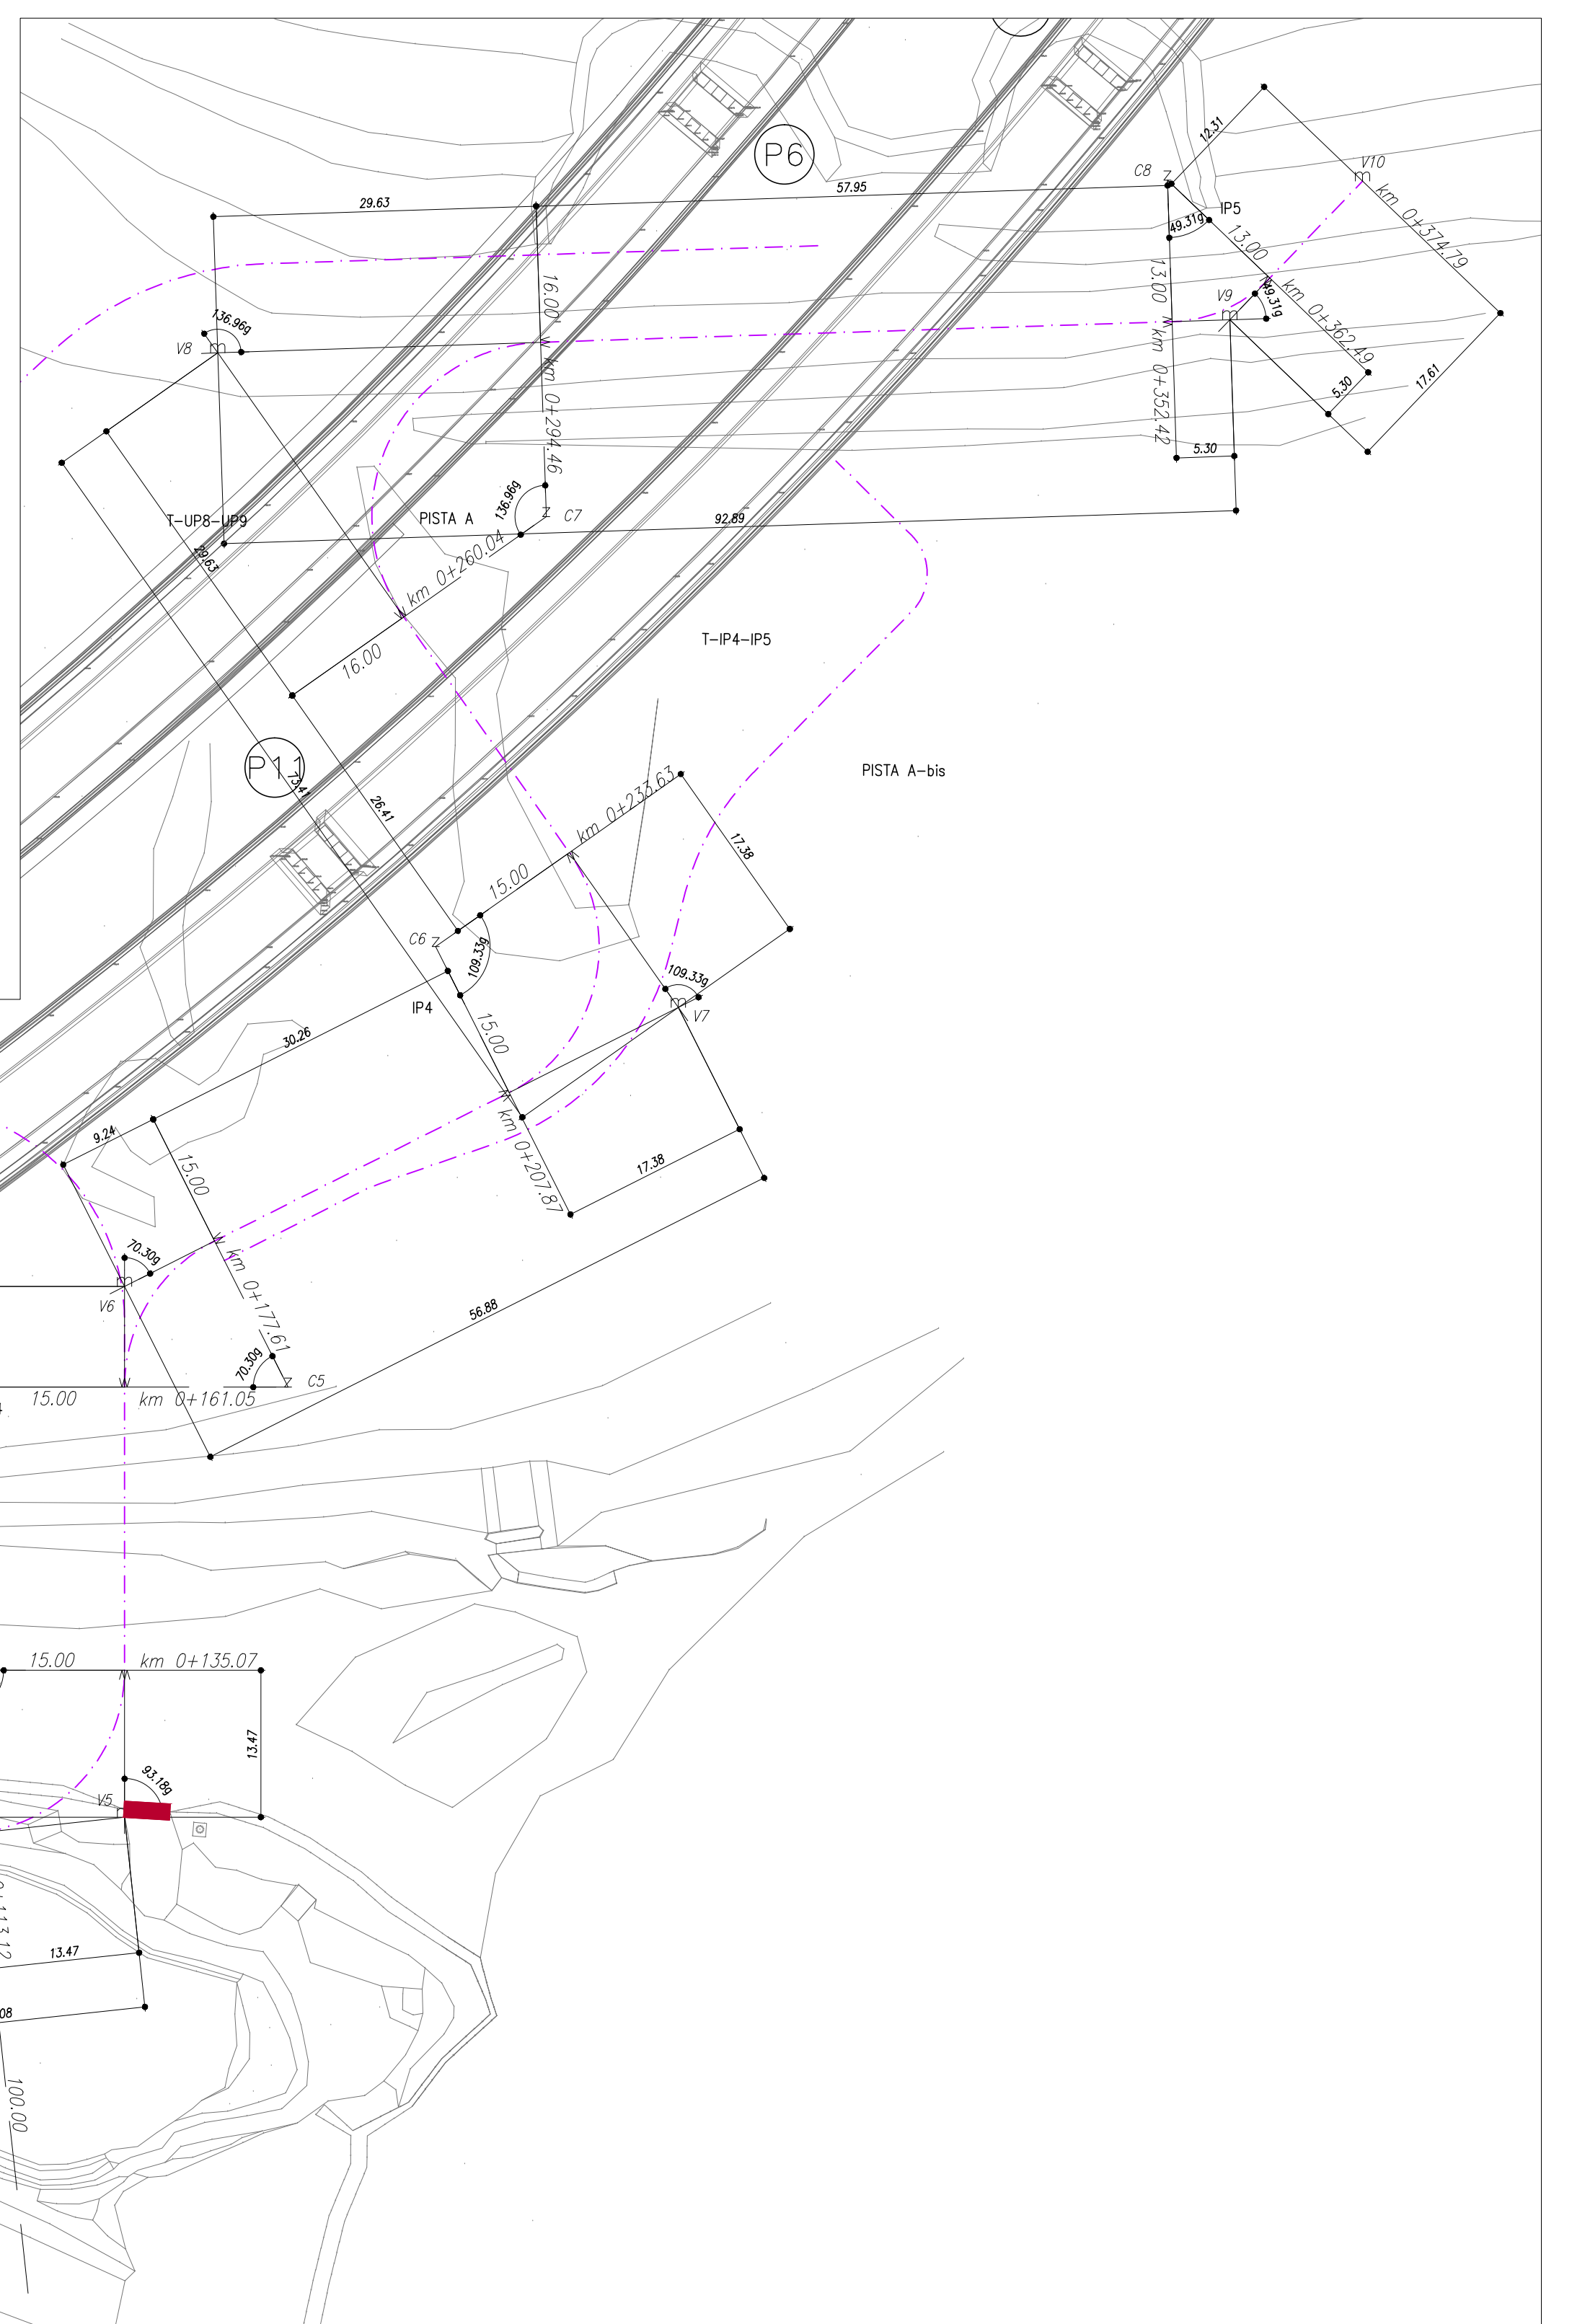 12.31
V10
km 0+374.79
P6
C8
Z
57.95
29.63
IP5
49.31g
13.00
13.00
V9
49.31g
km 0+362.49
16.00
136.96g
V8
km 0+352.42
5.30
17.61
km 0+294.46
5.30
136.96g
Z
C7
T-UP8-UP9
PISTA A
92.89
29.63
km 0+260.04
T-IP4-IP5
16.00
P11
73.41
PISTA A-bis
km 0+233.63
26.41
17.38
15.00
C6
Z
109.33g
109.33g
IP4
V7
15.00
30.26
9.24
km 0+207.87
17.38
15.00
70.30g
V6
km 0+177.61
56.88
70.30g
Z
C5
15.00
km 0+161.05
15.00
km 0+135.07
13.47
93.18g
V5
13.47
100.00